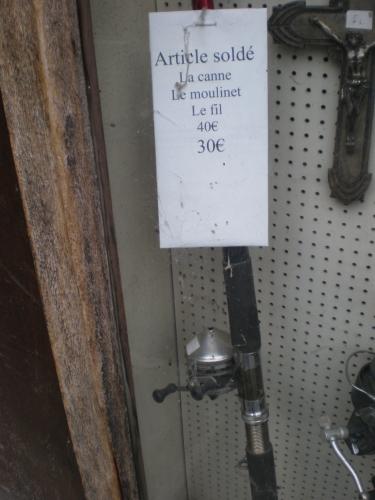 Article soldé
La canne
Le moulinet
Le fil
40€
30€